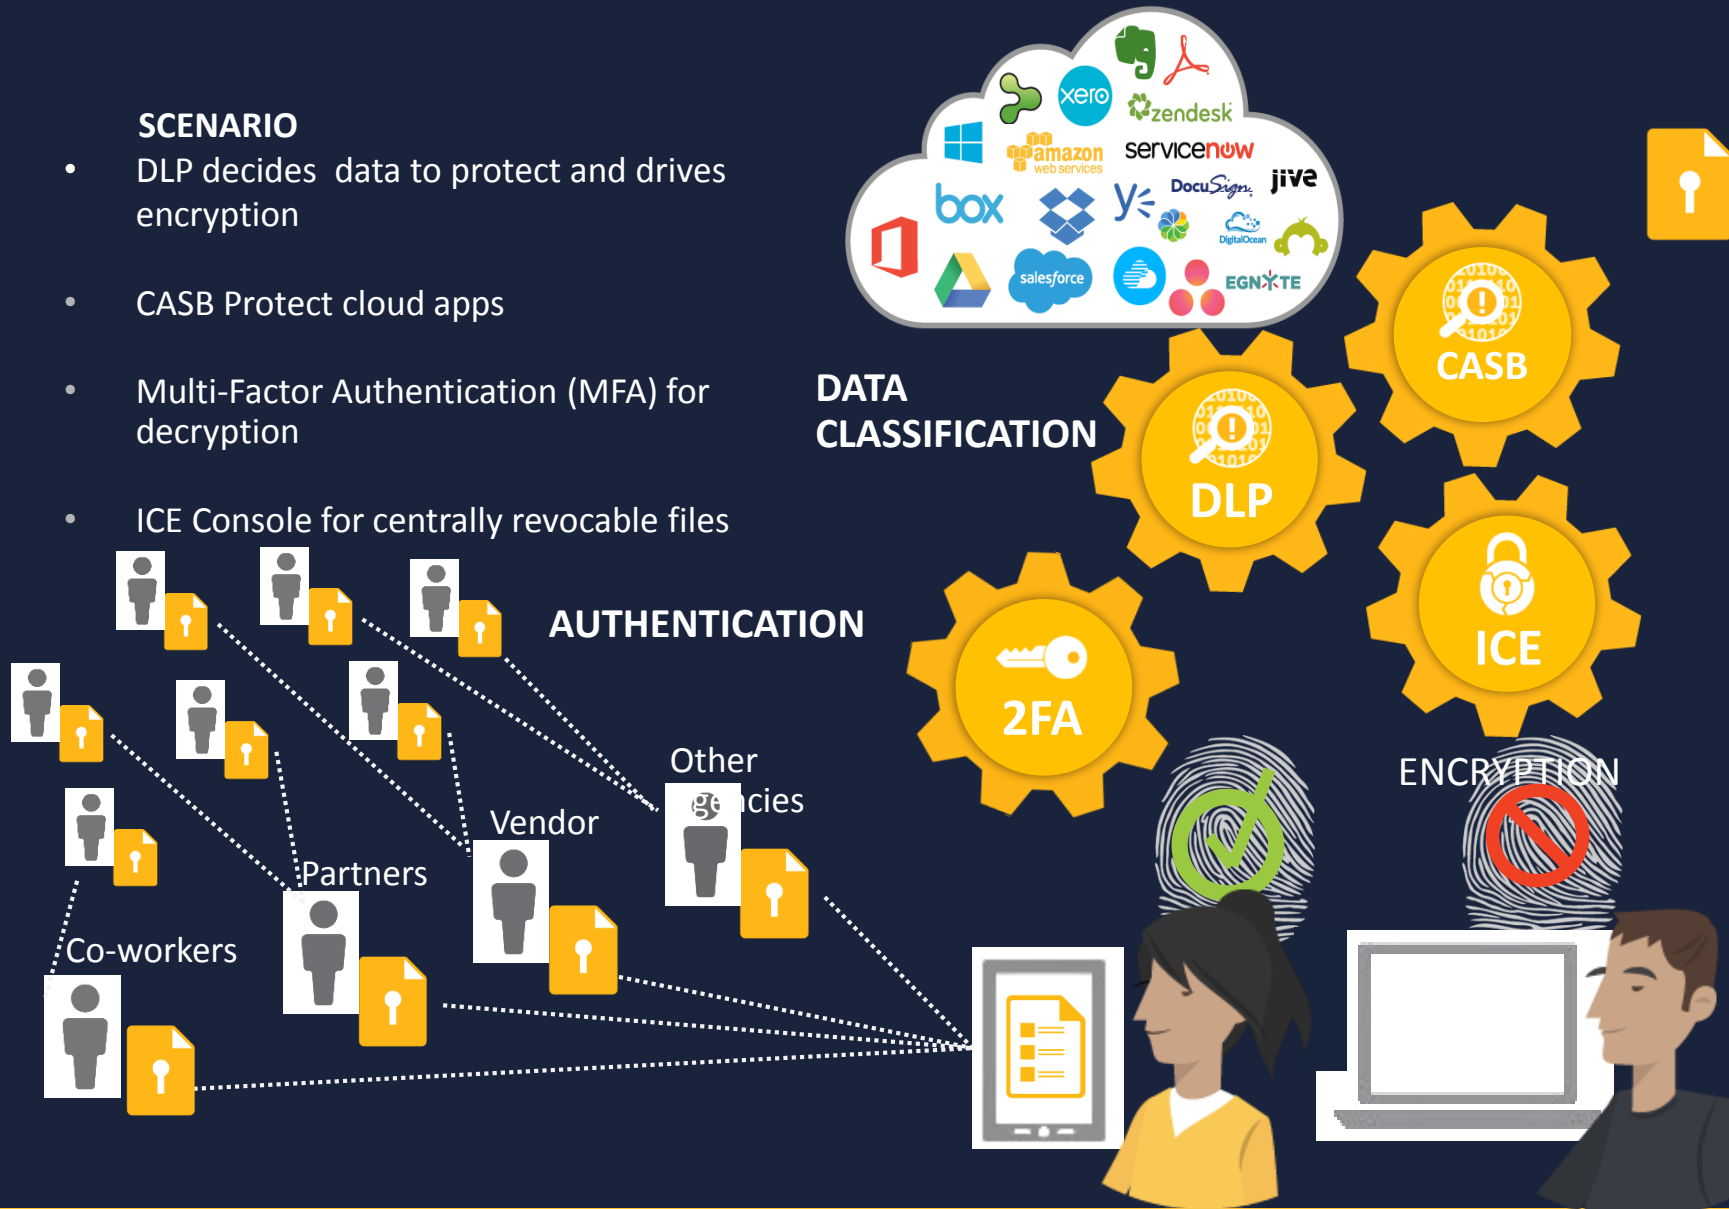 SCENARIO
• DLP decides data to protect and drives
encryption
• CASB Protect cloud apps
• Multi-Factor Authentication (MFA) for
decryption
• ICE Console for centrally revocable files
xero
zendesk
amazon
web services
servicenow
box
DocuSign
jive
DigitalOcean
salesforce
EGNYTE
DATA
CLASSIFICATION
CASB
DLP
ICE
AUTHENTICATION
2FA
ENCRYPTION
Other
gencies
Vendor
Partners
Co-workers